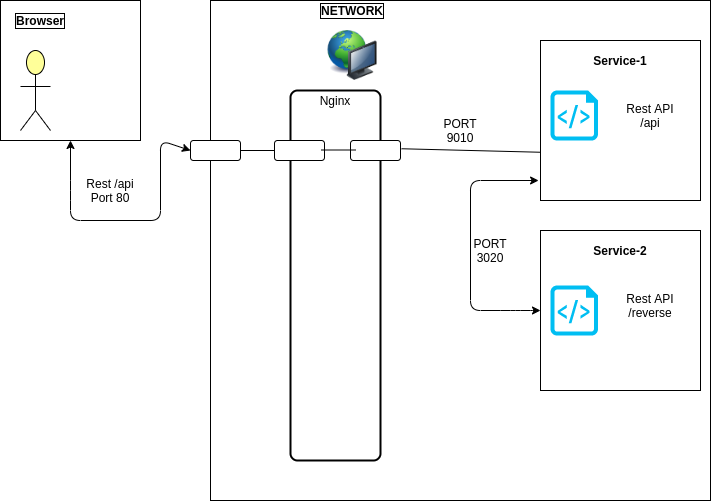 Browser
NETWORK
Nginx
Rest /api
Port 80
PORT
9010
Service-1
</>
Rest API
/api
PORT
3020
Service-2
</>
Rest API
/reverse